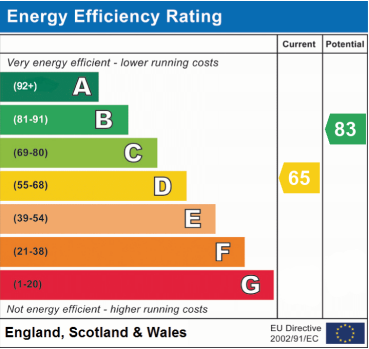 Energy Efficiency Rating
Current Potential
Very energy efficient - lower running costs
(92+) A
(81-91) B
83
(69-80) C
(55-68) D
65
(39-54) E
(21-38) F
(1-20) G
Not energy efficient - higher running costs
England, Scotland & Wales
EU Directive
2002/91/EC